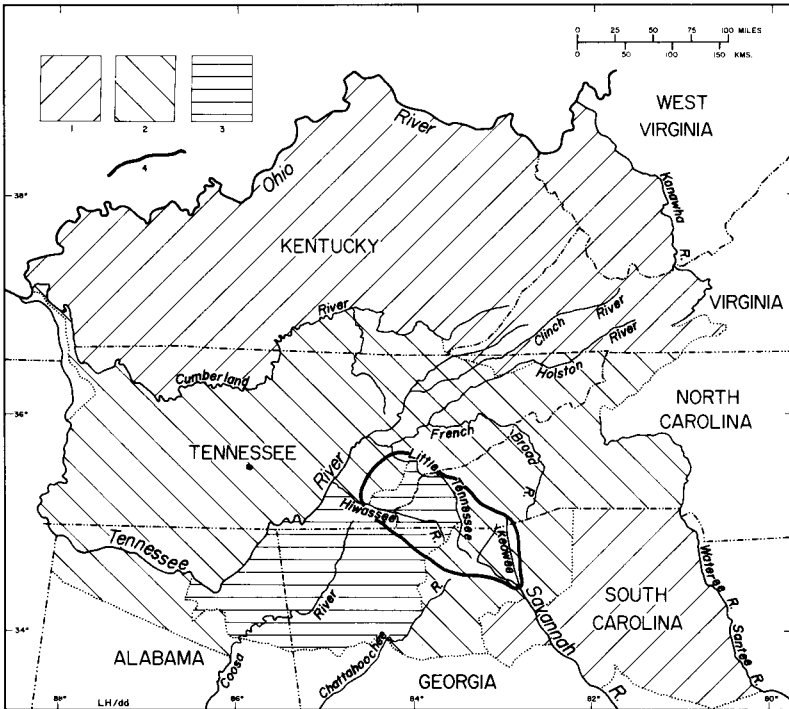 0 25 50 75 100 MILES
0 50 100 150 KMS.
1 2 3
4
WEST
VIRGINIA
River
Ohio
38°
Kanawha
R.
KENTUCKY
VIRGINIA
River
Clinch
River
River
Holston
Cumberland
36°
NORTH
CAROLINA
French
Broad
R.
TENNESSEE
River
Little
Tennessee
Hiwassee
R.
Keowee
Tennessee
Wateree R.
Santee R.
SOUTH
CAROLINA
Savannah
R.
River
R.
34°
ALABAMA
Coosa
Chattahoochee
GEORGIA
88° 86° 84° 82° 80°
LH/dd